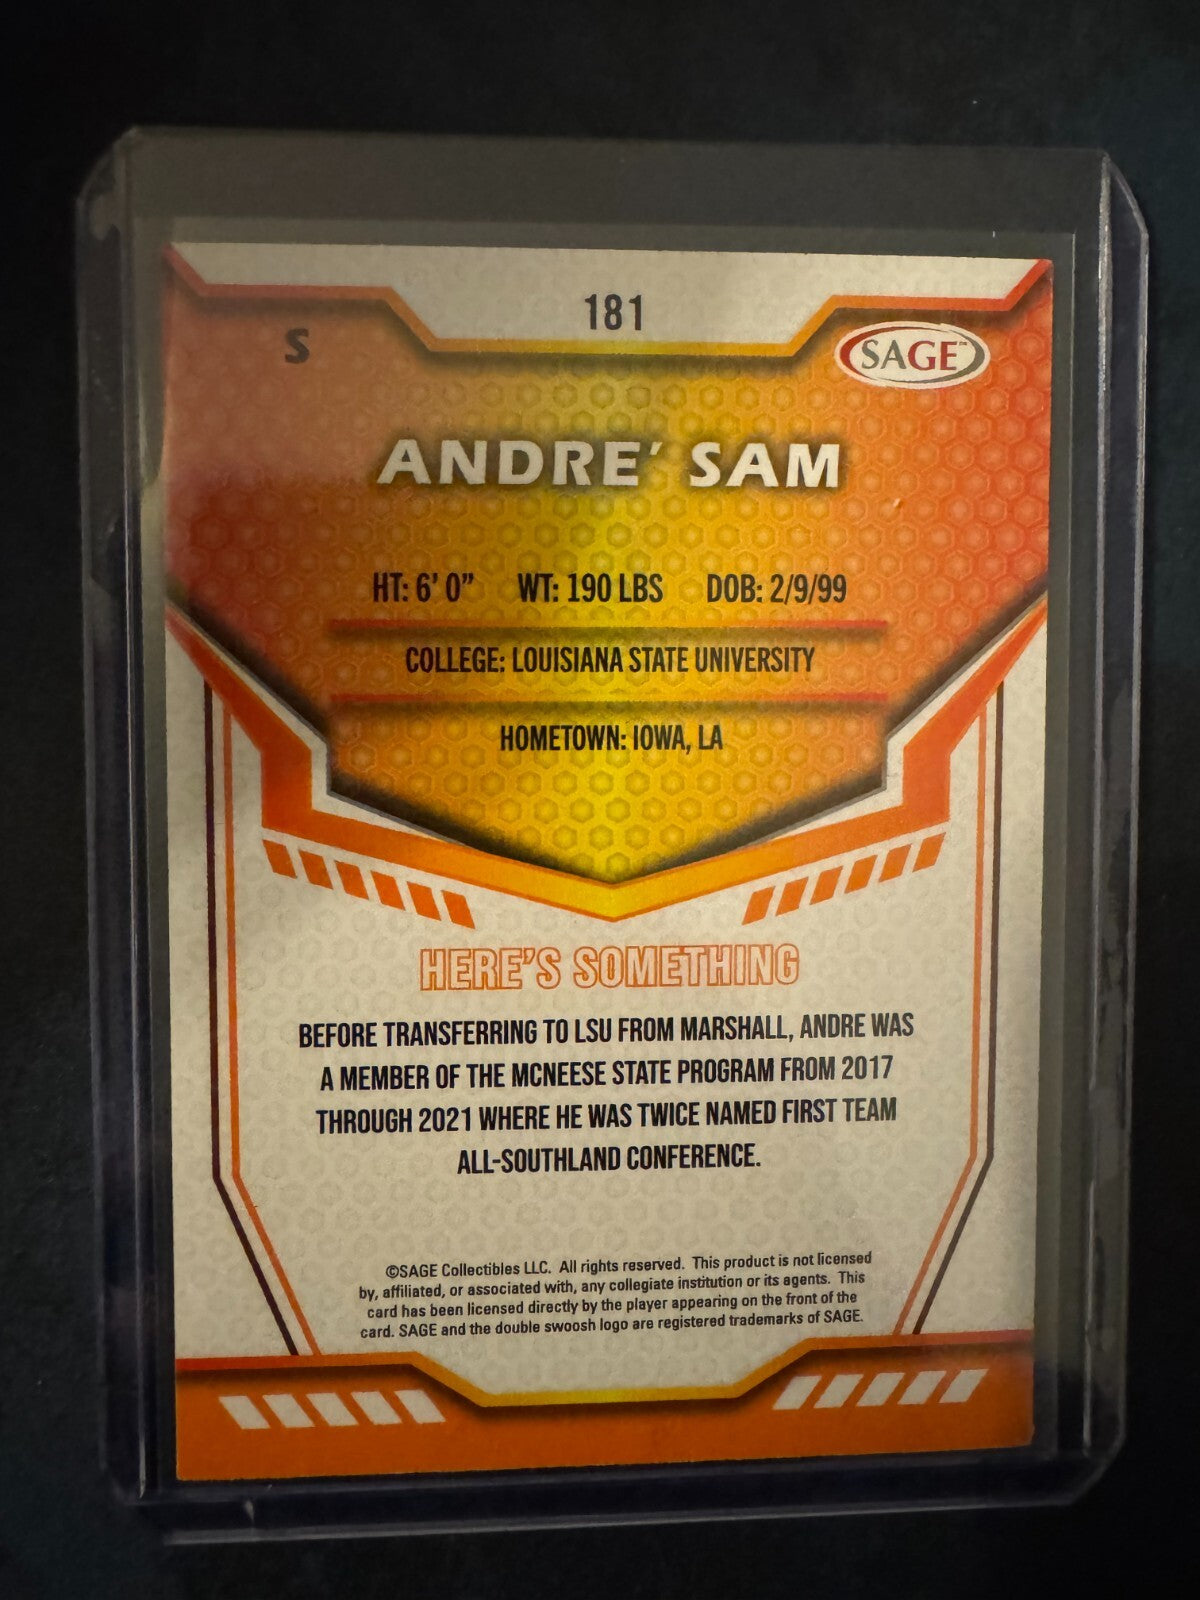 181
S
SAGE™
ANDRE' SAM
HT: 6' 0" WT: 190 LBS DOB: 2/9/99
COLLEGE: LOUISIANA STATE UNIVERSITY
HOMETOWN: IOWA, LA
HERE'S SOMETHING
BEFORE TRANSFERRING TO LSU FROM MARSHALL, ANDRE WAS
A MEMBER OF THE MCNEESE STATE PROGRAM FROM 2017
THROUGH 2021 WHERE HE WAS TWICE NAMED FIRST TEAM
ALL-SOUTHLAND CONFERENCE.
©SAGE Collectibles LLC. All rights reserved. This product is not licensed
by, affiliated, or associated with, any collegiate institution or its agents. This
card has been licensed directly by the player appearing on the front of the
card. SAGE and the double swoosh logo are registered trademarks of SAGE.